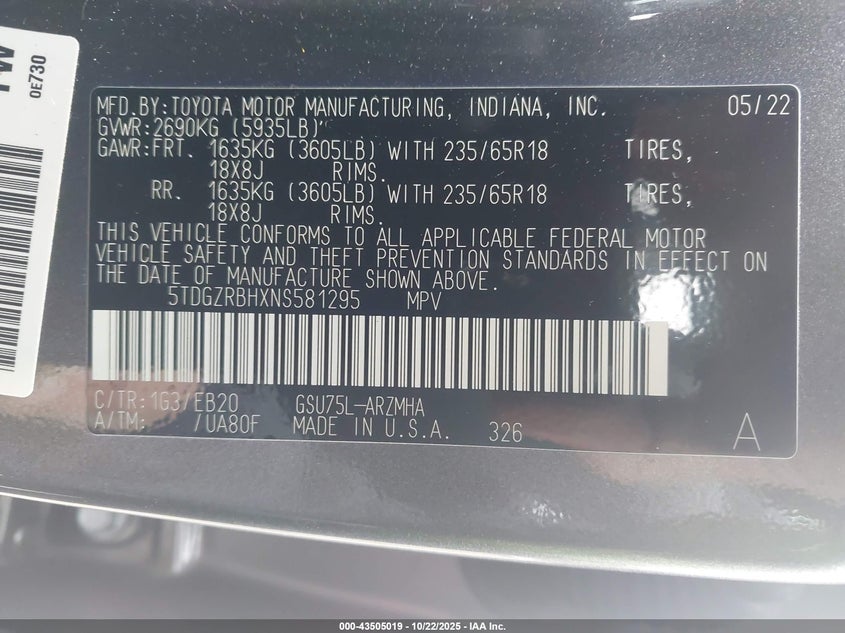 0E730
MFD.BY:TOYOTA MOTOR MANUFACTURING, INDIANA, INC. 05/22
GVWR:2690KG (5935LB)
GAWR:FRT. 1635KG (3605LB) WITH 235/65R18 TIRES,
18X8J RIMS.
RR. 1635KG (3605LB) WITH 235/65R18 TIRES,
18X8J RIMS.
THIS VEHICLE CONFORMS TO ALL APPLICABLE FEDERAL MOTOR
VEHICLE SAFETY AND THEFT PREVENTION STANDARDS IN EFFECT ON
THE DATE OF MANUFACTURE SHOWN ABOVE.
5TDGZRBHXNS581295 MPV
C/TR:1G3/EB20 GSU75L-ARZMHA
A/TM: /UA80F MADE IN U.S.A. 326 A
000-43505019 - 10/22/2025 - IAA Inc.